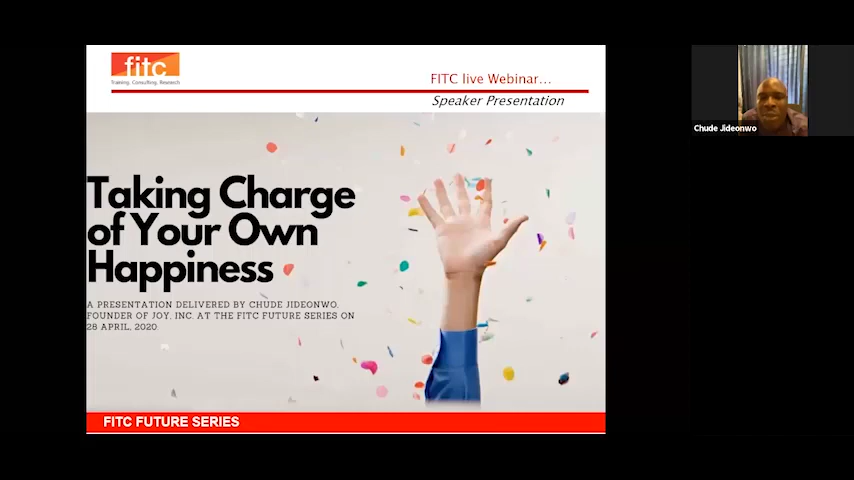 fitc
Training. Consulting. Research
FITC live Webinar...
Speaker Presentation
Taking Charge
of Your Own
Happiness
A PRESENTATION DELIVERED BY CHUDE JIDEONWO,
FOUNDER OF JOY, INC. AT THE FITC FUTURE SERIES ON
28 APRIL, 2020
FITC FUTURE SERIES
Chude Jideonwo